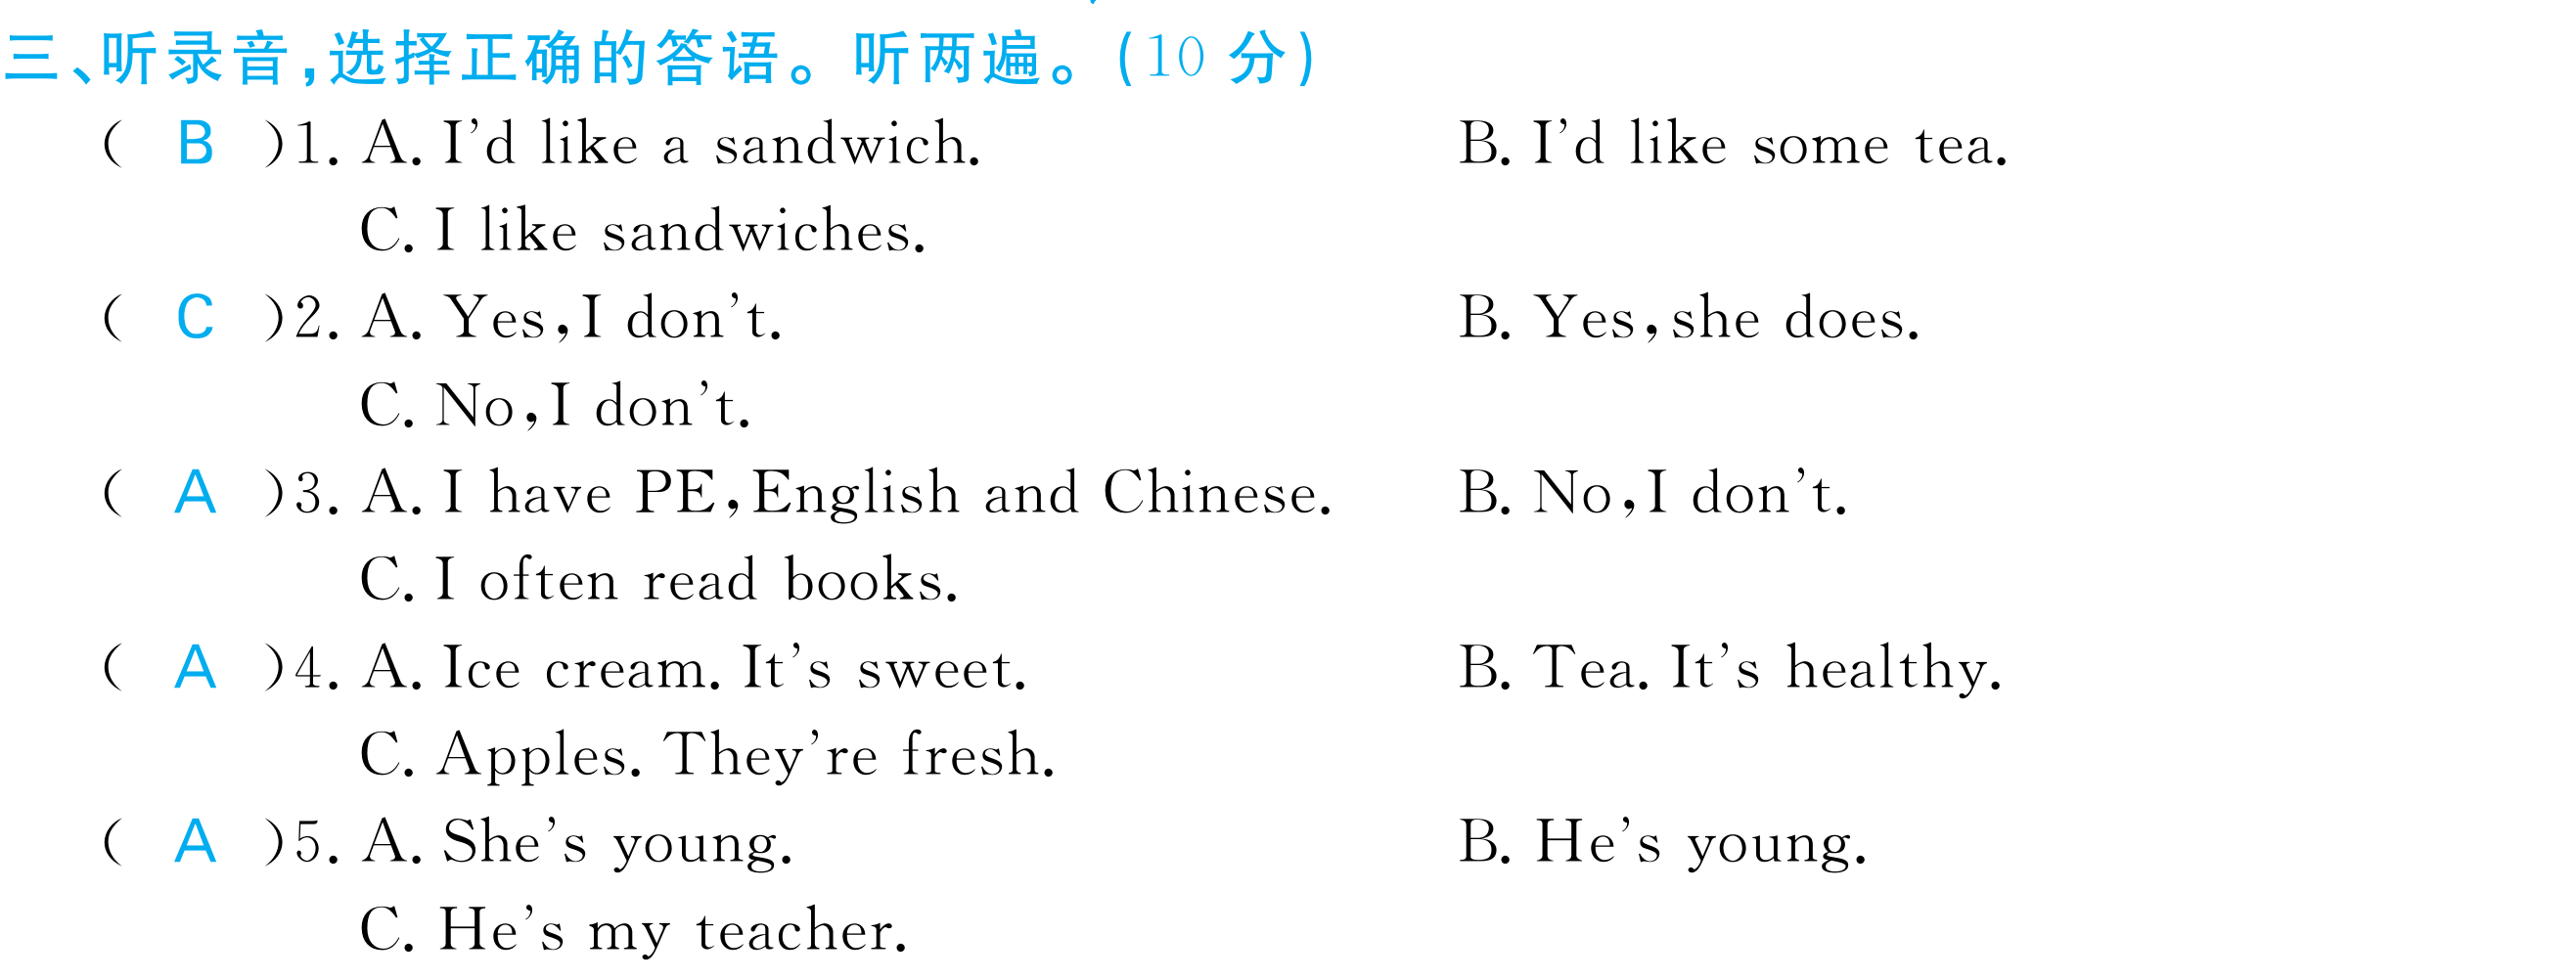 三、听录音,选择正确的答语。听两遍。(10 分)
( B )1. A. I'd like a sandwich. B. I'd like some tea.
C. I like sandwiches.
( C )2. A. Yes,I don't. B. Yes,she does.
C. No,I don't.
( A )3. A. I have PE,English and Chinese. B. No,I don't.
C. I often read books.
( A )4. A. Ice cream. It's sweet. B. Tea. It's healthy.
C. Apples. They're fresh.
( A )5. A. She's young. B. He's young.
C. He's my teacher.